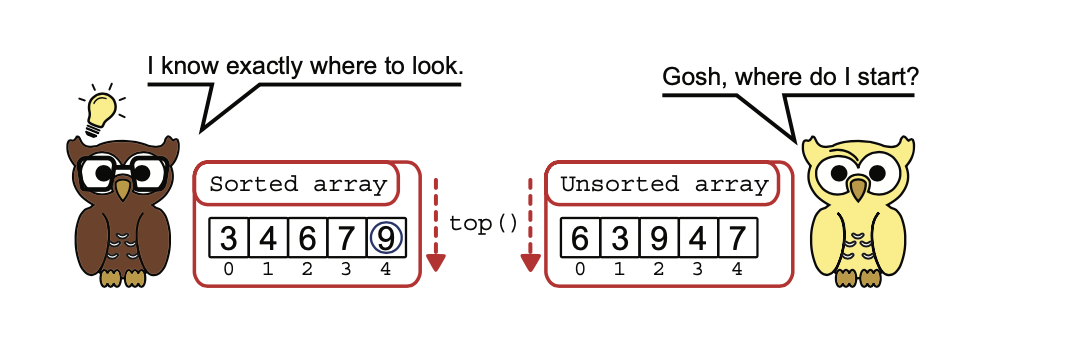 I know exactly where to look.
Gosh, where do I start?
Sorted array
3 4 6 7 9
0 1 2 3 4
top()
Unsorted array
6 3 9 4 7
0 1 2 3 4